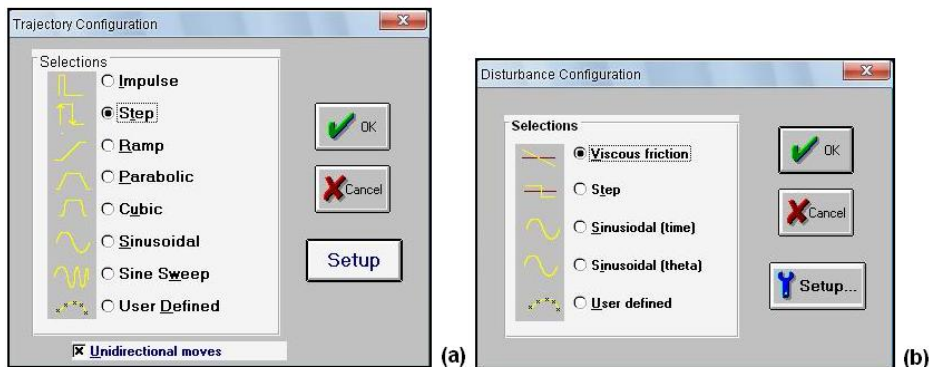 Trajectory Configuration
X
Selections
Impulse
Step
Ramp
Parabolic
Cubic
Sinusoidal
Sine Sweep
User Defined
OK
Cancel
Setup
Unidirectional moves
(a)
Disturbance Configuration
X
Selections
Viscous friction
Step
Sinusiodal (time)
Sinusoidal (theta)
User defined
OK
Cancel
Setup...
(b)